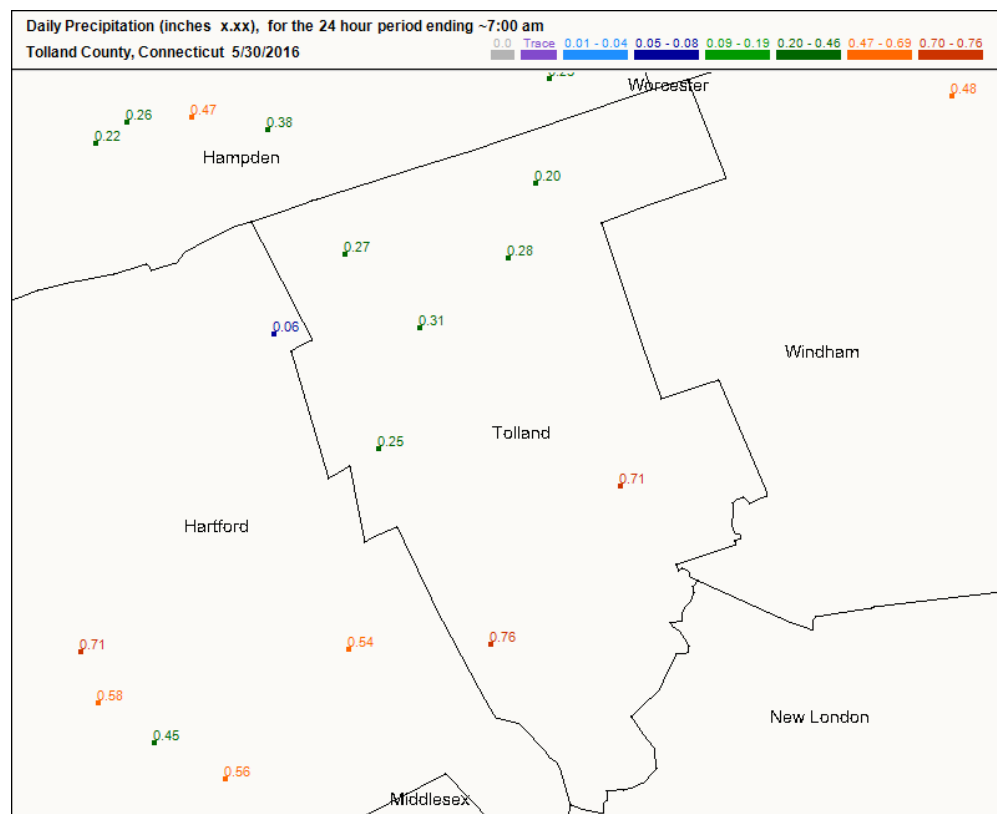 Daily Precipitation (inches x.xx), for the 24 hour period ending ~7:00 am
Tolland County, Connecticut 5/30/2016
0.0 Trace 0.01 - 0.04 0.05 - 0.08 0.09 - 0.19 0.20 - 0.46 0.47 - 0.69 0.70 - 0.76
Worcester
0.48
0.47
0.26
0.38
0.22
Hampden
0.20
0.27
0.28
0.31
0.06
Windham
Tolland
0.25
0.71
Hartford
0.76
0.54
0.71
0.58
New London
0.45
0.56
Middlesex